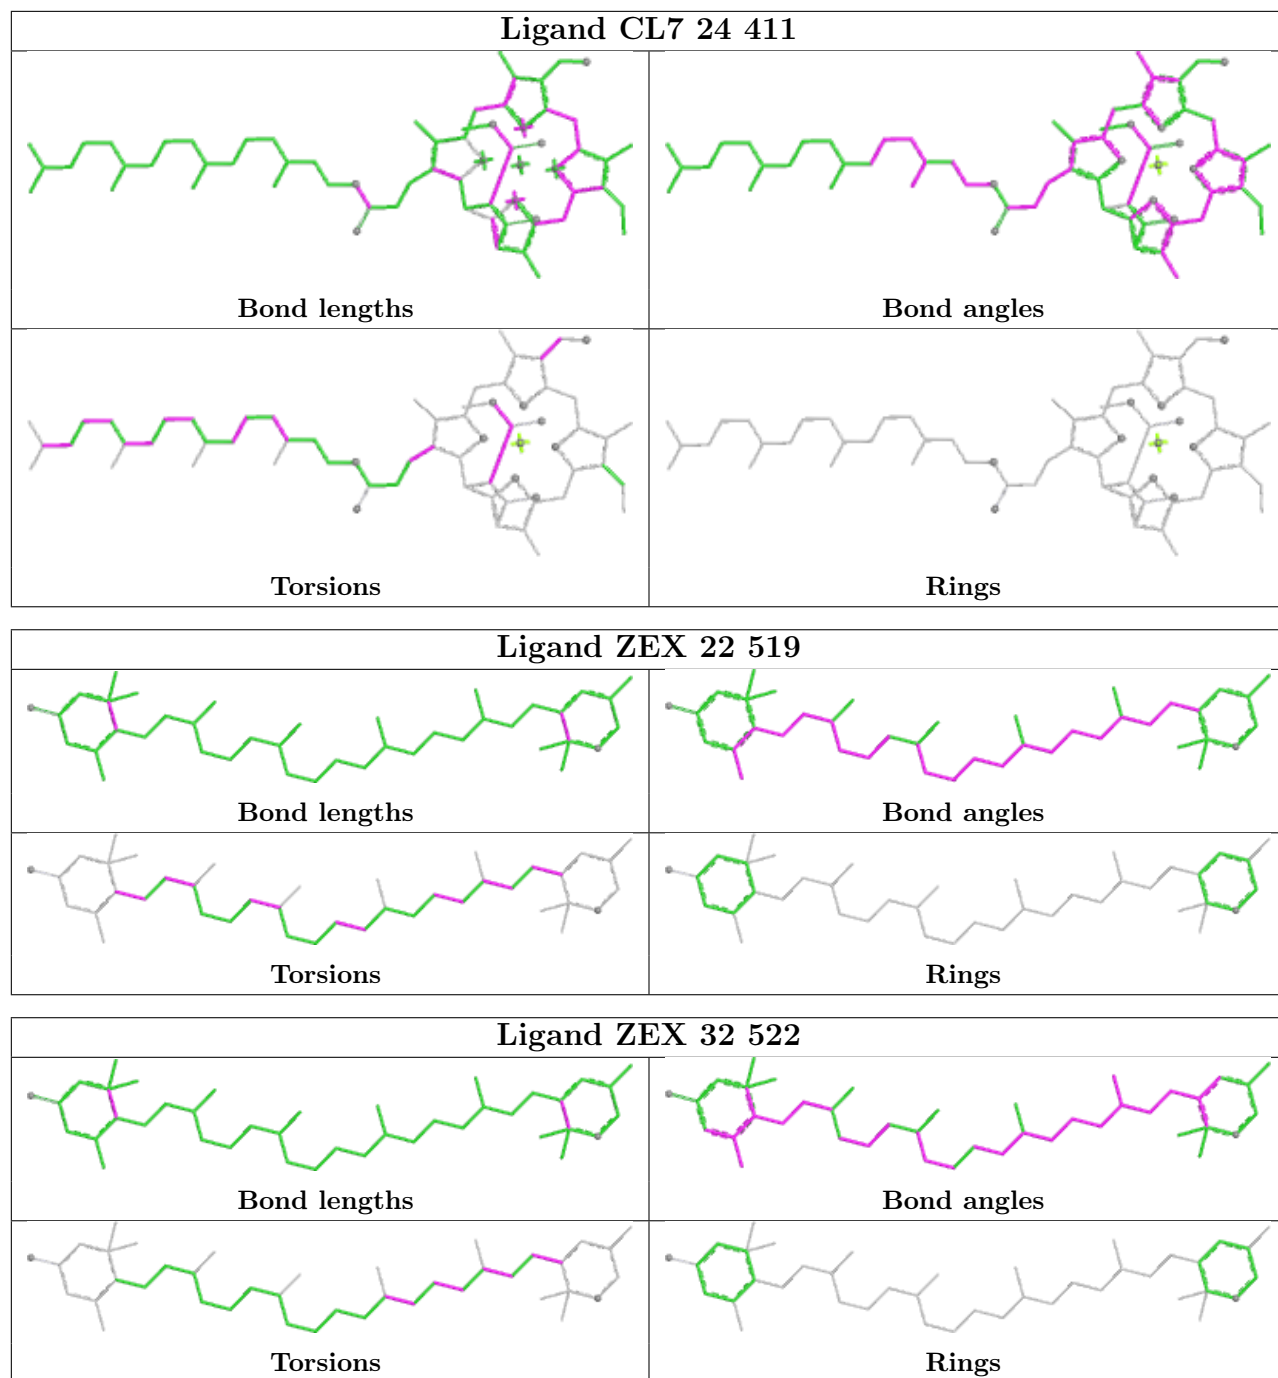 Ligand CL7 24 411
Bond lengths
Bond angles
Torsions
Rings
Ligand ZEX 22 519
Bond lengths
Bond angles
Torsions
Rings
Ligand ZEX 32 522
Bond lengths
Bond angles
Torsions
Rings